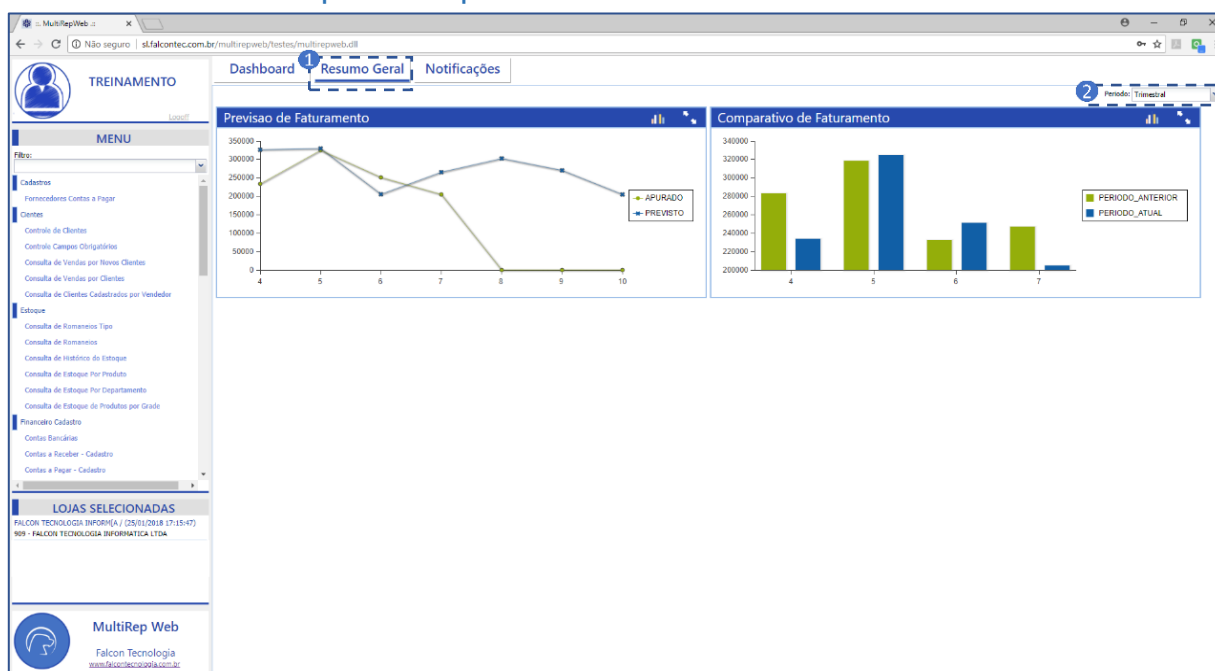 :. MultiRepWeb .:
Não seguro | sl.falcontec.com.br/multirepweb/testes/multirepweb.dll
TREINAMENTO
Logoff
MENU
Filtro:
Cadastros
Fornecedores Contas a Pagar
Clientes
Controle de Clientes
Controle Campos Obrigatórios
Consulta de Vendas por Novos Clientes
Consulta de Vendas por Clientes
Consulta de Clientes Cadastrados por Vendedor
Estoque
Consulta de Romaneios Tipo
Consulta de Romaneios
Consulta de Histórico do Estoque
Consulta de Estoque Por Produto
Consulta de Estoque Por Departamento
Consulta de Estoque de Produtos por Grade
Financeiro Cadastro
Contas Bancárias
Contas a Receber - Cadastro
Contas a Pagar - Cadastro
LOJAS SELECIONADAS
FALCON TECNOLOGIA INFORM[A / (25/01/2018 17:15:47)
909 - FALCON TECNOLOGIA INFORMATICA LTDA
MultiRep Web
Falcon Tecnologia
www.falcontecnologia.com.br
Dashboard
1
Resumo Geral
Notificações
2
Periodo: Trimestral
Previsao de Faturamento
350000
300000
250000
200000
150000
100000
50000
0
4 5 6 7 8 9 10
APURADO
PREVISTO
Comparativo de Faturamento
340000
320000
300000
280000
260000
240000
220000
200000
4 5 6 7
PERIODO_ANTERIOR
PERIODO_ATUAL